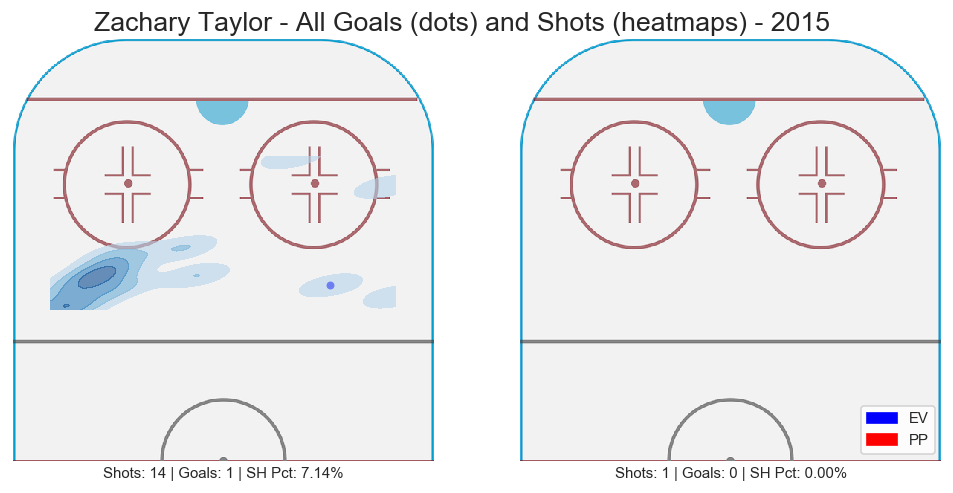 Zachary Taylor - All Goals (dots) and Shots (heatmaps) - 2015
EV
PP
Shots: 14 | Goals: 1 | SH Pct: 7.14%
Shots: 1 | Goals: 0 | SH Pct: 0.00%